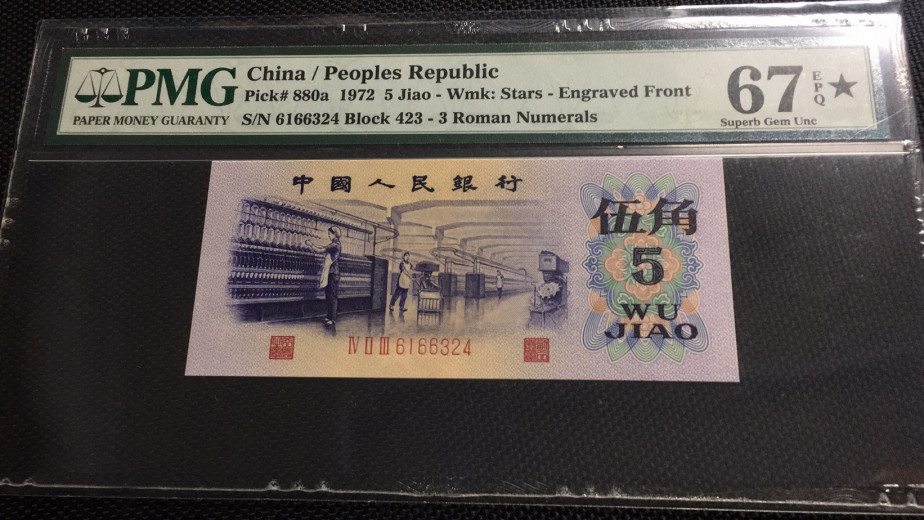 PMG
PAPER MONEY GUARANTY
China / Peoples Republic
Pick# 880a 1972 5 Jiao - Wmk: Stars - Engraved Front
S/N 6166324 Block 423 - 3 Roman Numerals
67 EPQ ★
Superb Gem Unc
中國人民銀行
伍角
5
WU
JIAO
Ⅳ Ⅱ Ⅲ 6166324